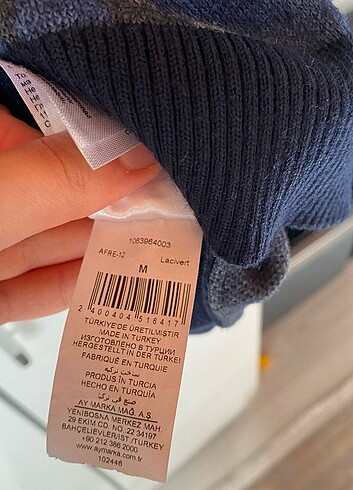 1063964003
AFRE-12
Lacivert
M
2 400404 516417
TÜRKİYE'DE ÜRETİLMİŞTİR
MADE IN TURKEY
ИЗГОТОВЛЕНО В ТУРЦИИ
HERGESTELLT IN DER TÜRKEI
FABRIQUÉ EN TURQUIE
ساخت ترکیه
PRODUS ÎN TURCIA
HECHO EN TURQUÍA
صنع في تركيا
AY MARKA MAĞ. A.Ş.
YENİBOSNA MERKEZ MAH.
29 EKİM CD. NO: 22 34197
BAHÇELİEVLER/İST./TURKEY
+90 212 386 2000
www.aymarka.com.tr
102446